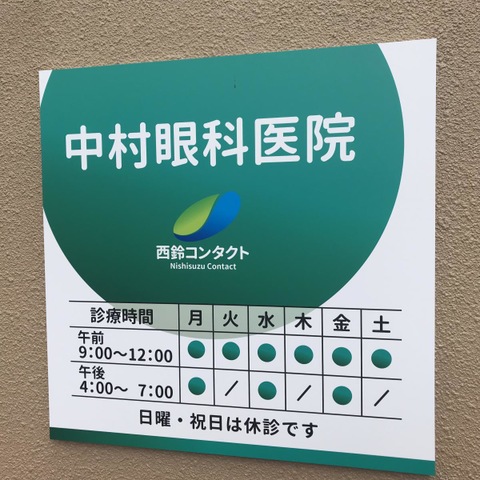 中村眼科医院
西鈴コンタクト
Nishisuzu Contact
診療時間 月 火 水 木 金 土
午前
9:00〜12:00 ● ● ● ● ● ●
午後
4:00〜 7:00 ● / ● / ● /
日曜・祝日は休診です